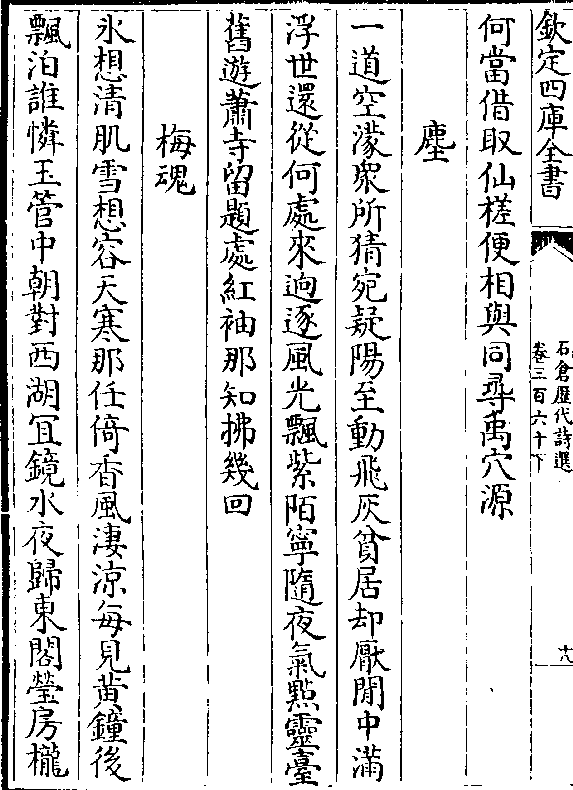 欽定四庫全書
石倉歷代詩選
卷三百六十下
十八
何當借取仙槎便相與同尋禹穴源
塵
一道空濛衆所猜宛疑陽至動飛灰貧居却厭閒中滿
浮世還從何處來逈逐風光飄紫陌寧隨夜氣點靈臺
舊遊蕭寺留題處紅袖那知拂幾回
梅魂
氷想清肌雪想容天寒那任倚香風淒涼每見黄鐘後
飄泊誰憐玉管中朝對西湖冝鏡水夜歸東閣瑩房櫳